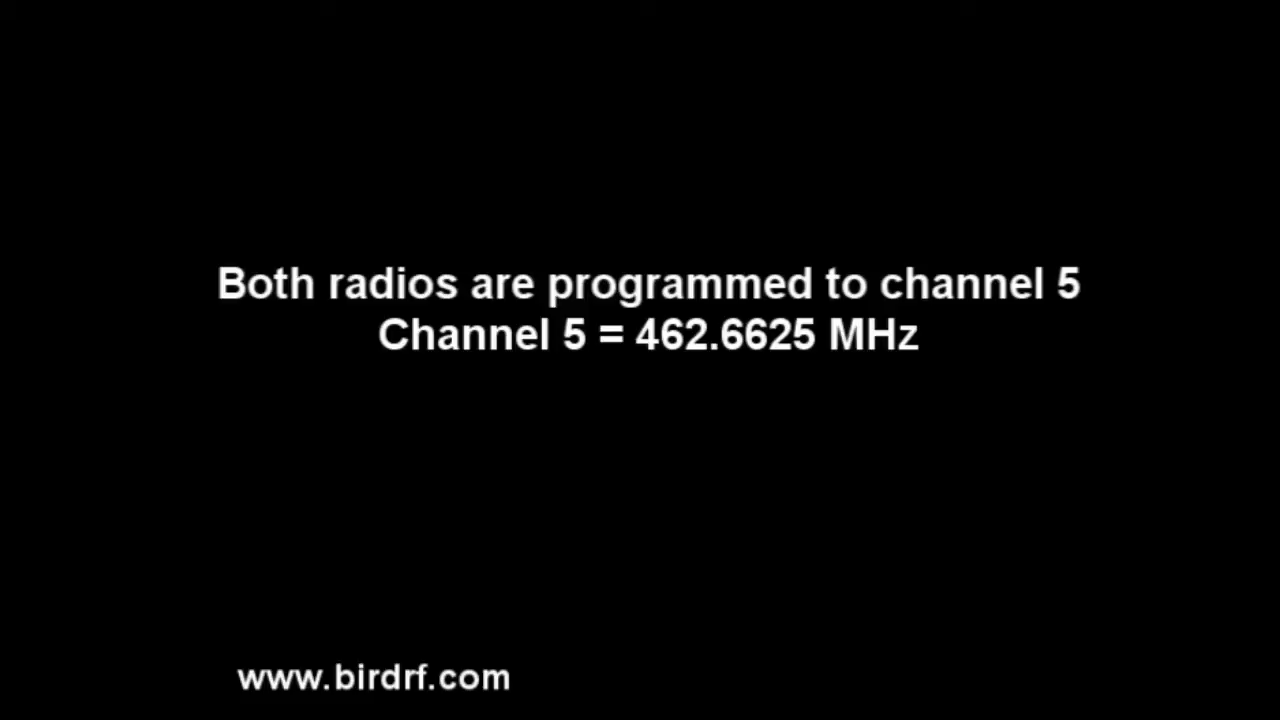 Both radios are programmed to channel 5
Channel 5 = 462.6625 MHz
www.birdrf.com